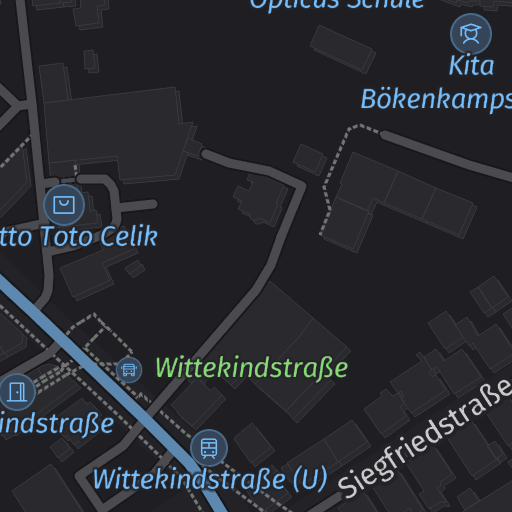 Opticus Schule
Kita
Bökenkamps
tto Toto Celik
Wittekindstraße
indstraße
Wittekindstraße (U)
Siegfriedstraße